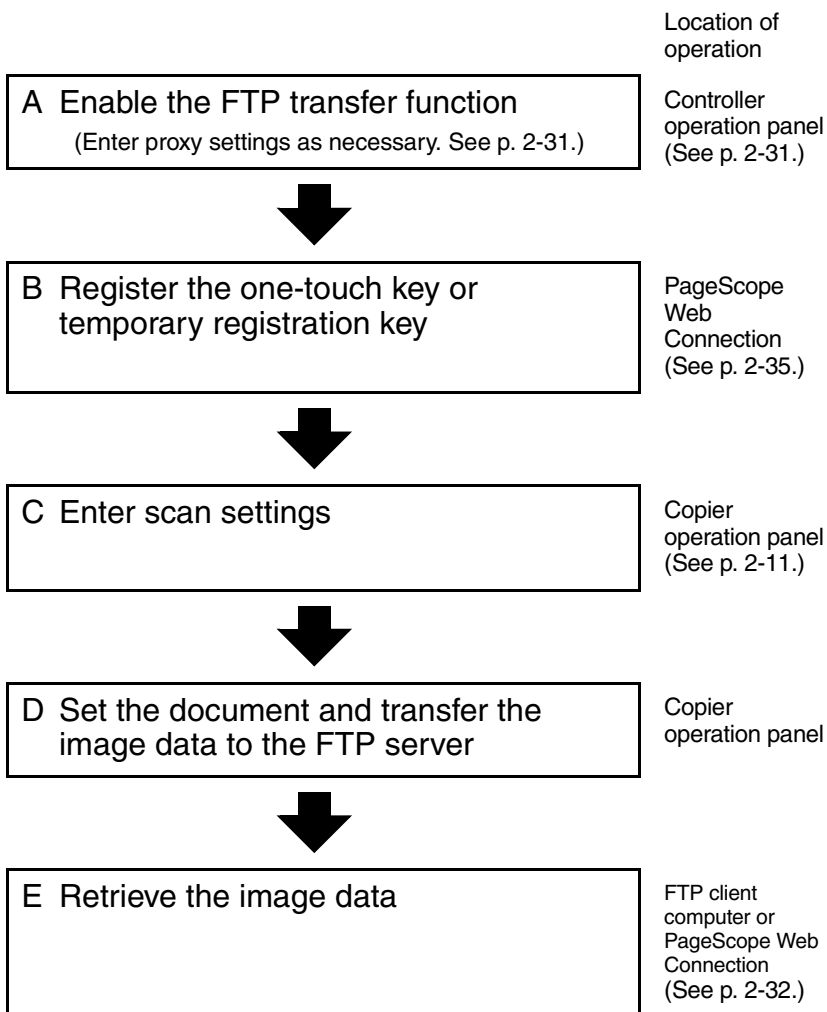 Location of
operation
A Enable the FTP transfer function
(Enter proxy settings as necessary. See p. 2-31.)
Controller
operation panel
(See p. 2-31.)
B Register the one-touch key or
temporary registration key
PageScope
Web
Connection
(See p. 2-35.)
C Enter scan settings
Copier
operation panel
(See p. 2-11.)
D Set the document and transfer the
image data to the FTP server
Copier
operation panel
E Retrieve the image data
FTP client
computer or
PageScope Web
Connection
(See p. 2-32.)